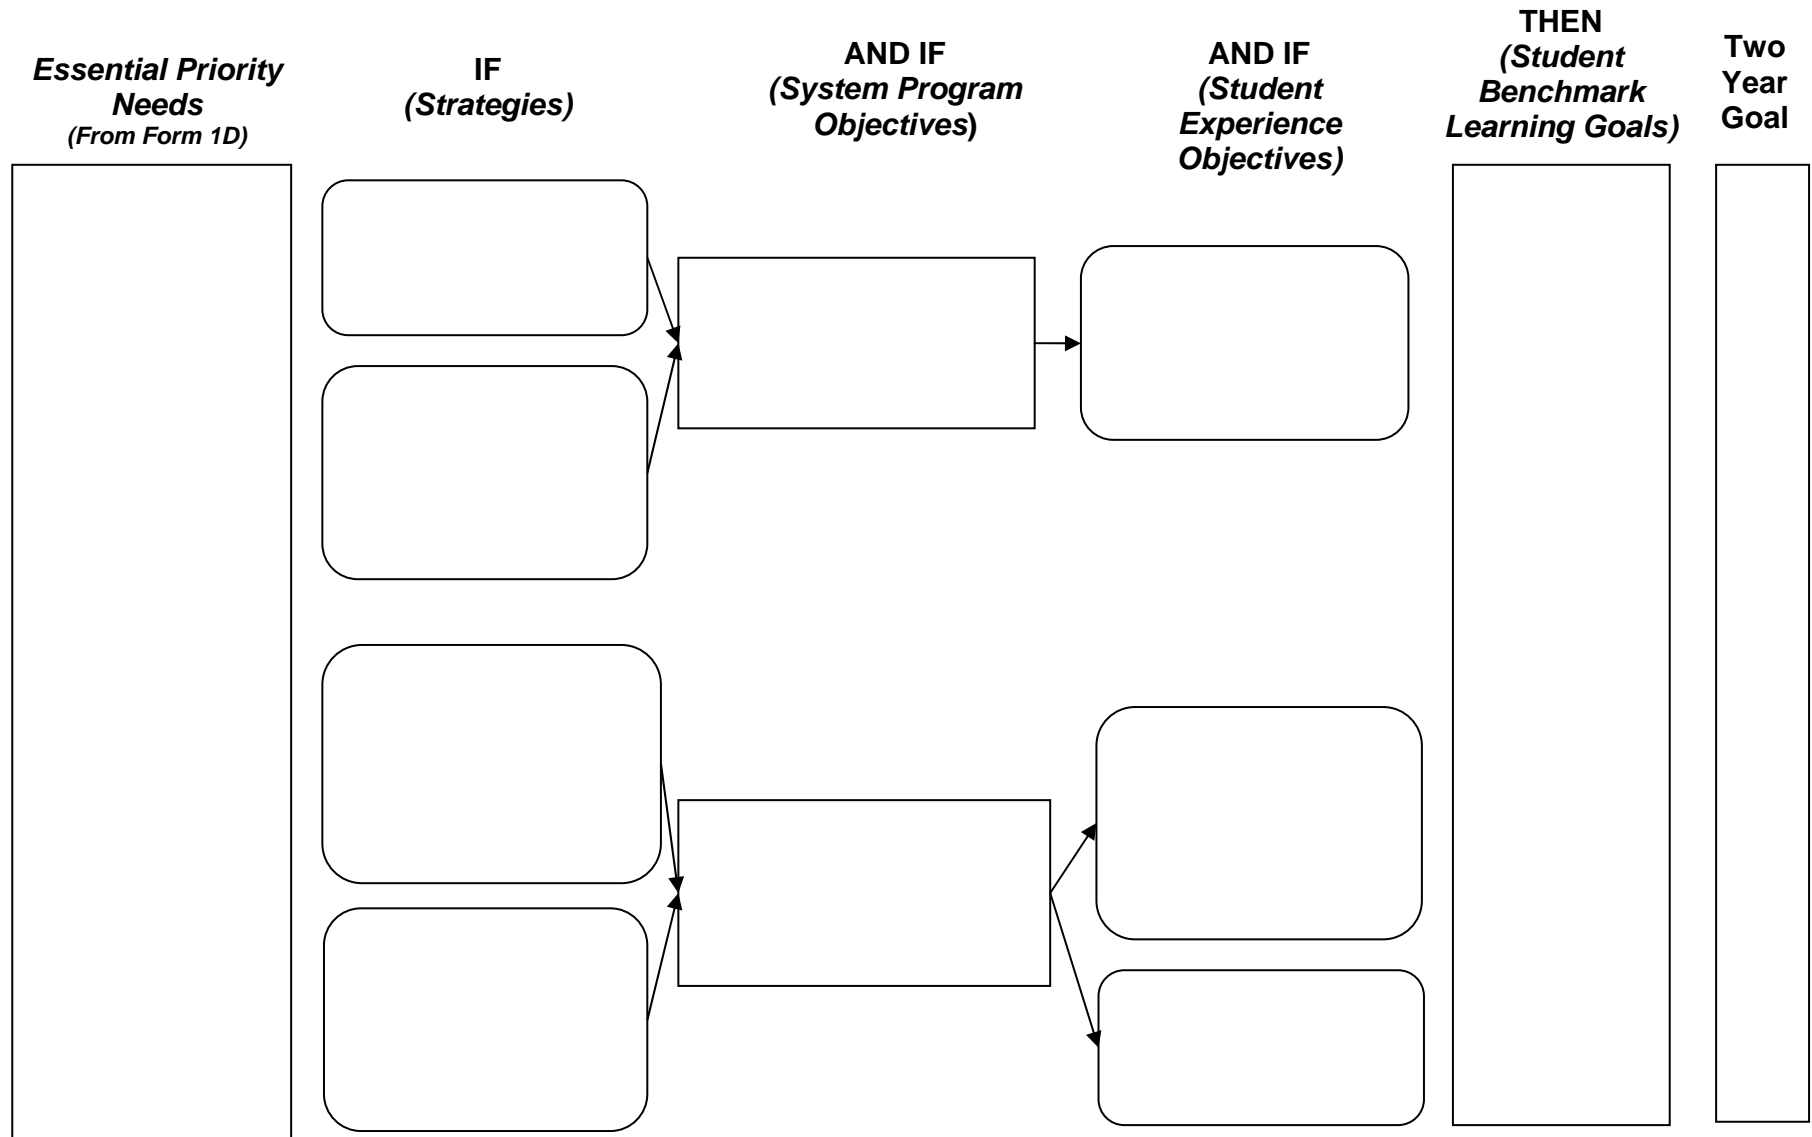 Essential Priority
Needs
(From Form 1D)
IF
(Strategies)
AND IF
(System Program
Objectives)
AND IF
(Student
Experience
Objectives)
THEN
(Student
Benchmark
Learning Goals)
Two
Year
Goal